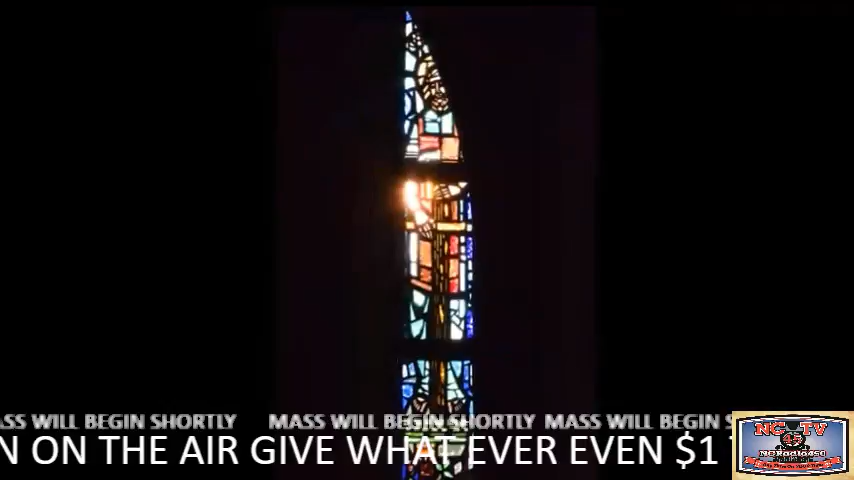 ASS WILL BEGIN SHORTLY MASS WILL BEGIN SHORTLY MASS WILL BEGIN S
N ON THE AIR GIVE WHAT EVER EVEN $1
NC TV
45
NCRadio450